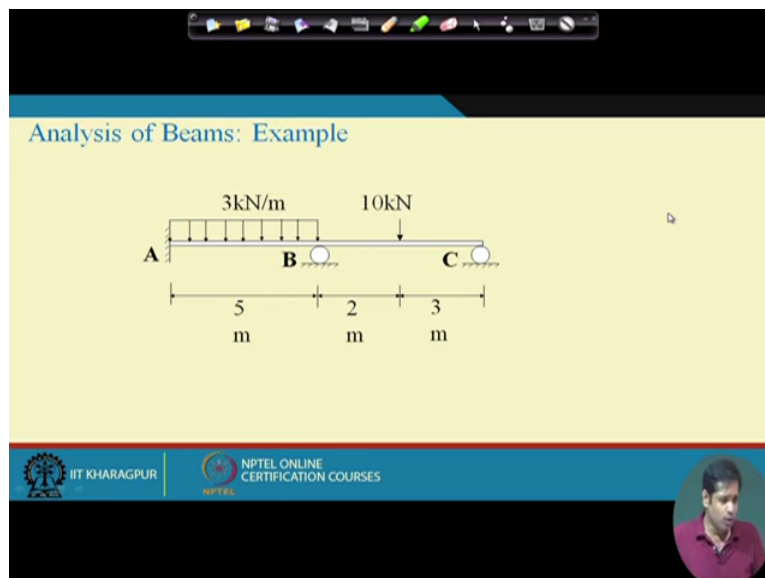 Analysis of Beams: Example
3kN/m 10kN
A B C
5 2 3
m m m
IIT KHARAGPUR
NPTEL ONLINE
CERTIFICATION COURSES
NPTEL